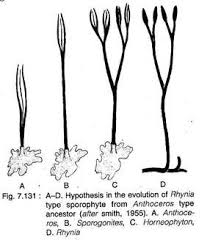 A
B
C
D
Fig. 7.131 : A–D. Hypothesis in the evolution of Rhynia
type sporophyte from Anthoceros type
ancestor (after smith, 1955). A. Anthoce-
ros, B. Sporogonites, C. Horneophyton,
D. Rhynia